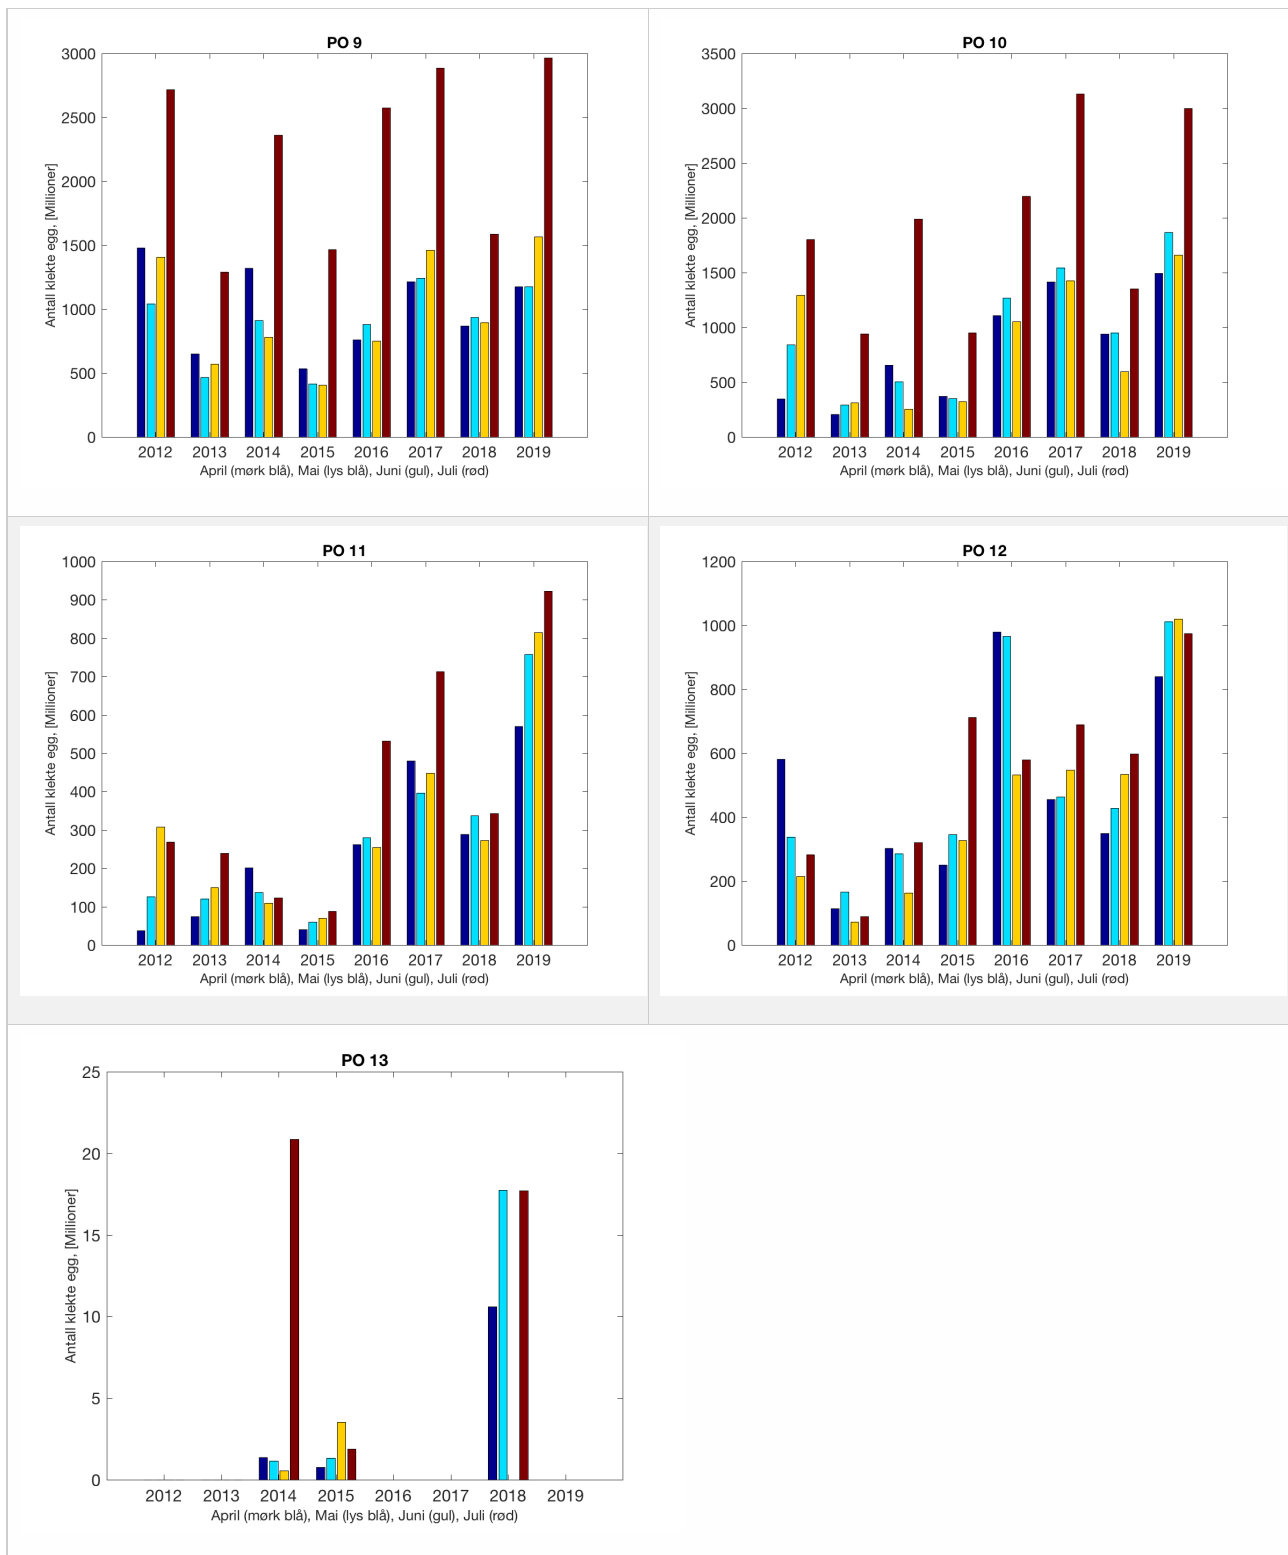 PO 9
3000
2500
2000
1500
1000
500
0
Antall klekte egg, [Millioner]
2012 2013 2014 2015 2016 2017 2018 2019
April (mørk blå), Mai (lys blå), Juni (gul), Juli (rød)
PO 10
3500
3000
2500
2000
1500
1000
500
0
Antall klekte egg, [Millioner]
2012 2013 2014 2015 2016 2017 2018 2019
April (mørk blå), Mai (lys blå), Juni (gul), Juli (rød)
PO 11
1000
900
800
700
600
500
400
300
200
100
0
Antall klekte egg, [Millioner]
2012 2013 2014 2015 2016 2017 2018 2019
April (mørk blå), Mai (lys blå), Juni (gul), Juli (rød)
PO 12
1200
1000
800
600
400
200
0
Antall klekte egg, [Millioner]
2012 2013 2014 2015 2016 2017 2018 2019
April (mørk blå), Mai (lys blå), Juni (gul), Juli (rød)
PO 13
25
20
15
10
5
0
Antall klekte egg, [Millioner]
2012 2013 2014 2015 2016 2017 2018 2019
April (mørk blå), Mai (lys blå), Juni (gul), Juli (rød)